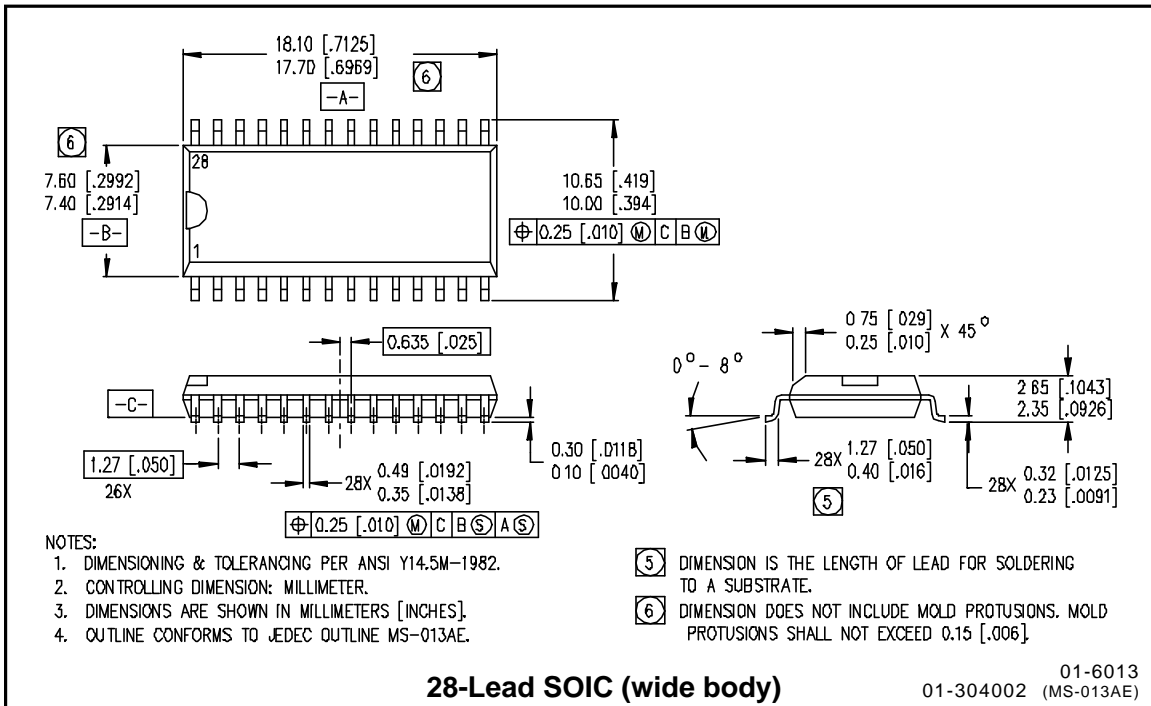 18.10 [.7125]
17.70 [.6969]
6
-A-
6
28
7.60 [.2992]
7.40 [.2914]
-B-
1
10.65 [.419]
10.00 [.394]
⌖ 0.25 [.010] Ⓜ C B Ⓜ
0.635 [.025]
-C-
1.27 [.050]
26X
28X 0.49 [.0192]
0.35 [.0138]
⌖ 0.25 [.010] Ⓜ C B Ⓢ A Ⓢ
0.30 [.0118]
0.10 [.0040]
0.75 [.029]
0.25 [.010]
X 45°
0° - 8°
2.65 [.1043]
2.35 [.0926]
28X 1.27 [.050]
0.40 [.016]
5
28X 0.32 [.0125]
0.23 [.0091]
NOTES:
1. DIMENSIONING & TOLERANCING PER ANSI Y14.5M-1982.
2. CONTROLLING DIMENSION: MILLIMETER.
3. DIMENSIONS ARE SHOWN IN MILLIMETERS [INCHES].
4. OUTLINE CONFORMS TO JEDEC OUTLINE MS-013AE.
5 DIMENSION IS THE LENGTH OF LEAD FOR SOLDERING
TO A SUBSTRATE.
6 DIMENSION DOES NOT INCLUDE MOLD PROTUSIONS. MOLD
PROTUSIONS SHALL NOT EXCEED 0.15 [.006].
28-Lead SOIC (wide body)
01-6013
01-304002 (MS-013AE)